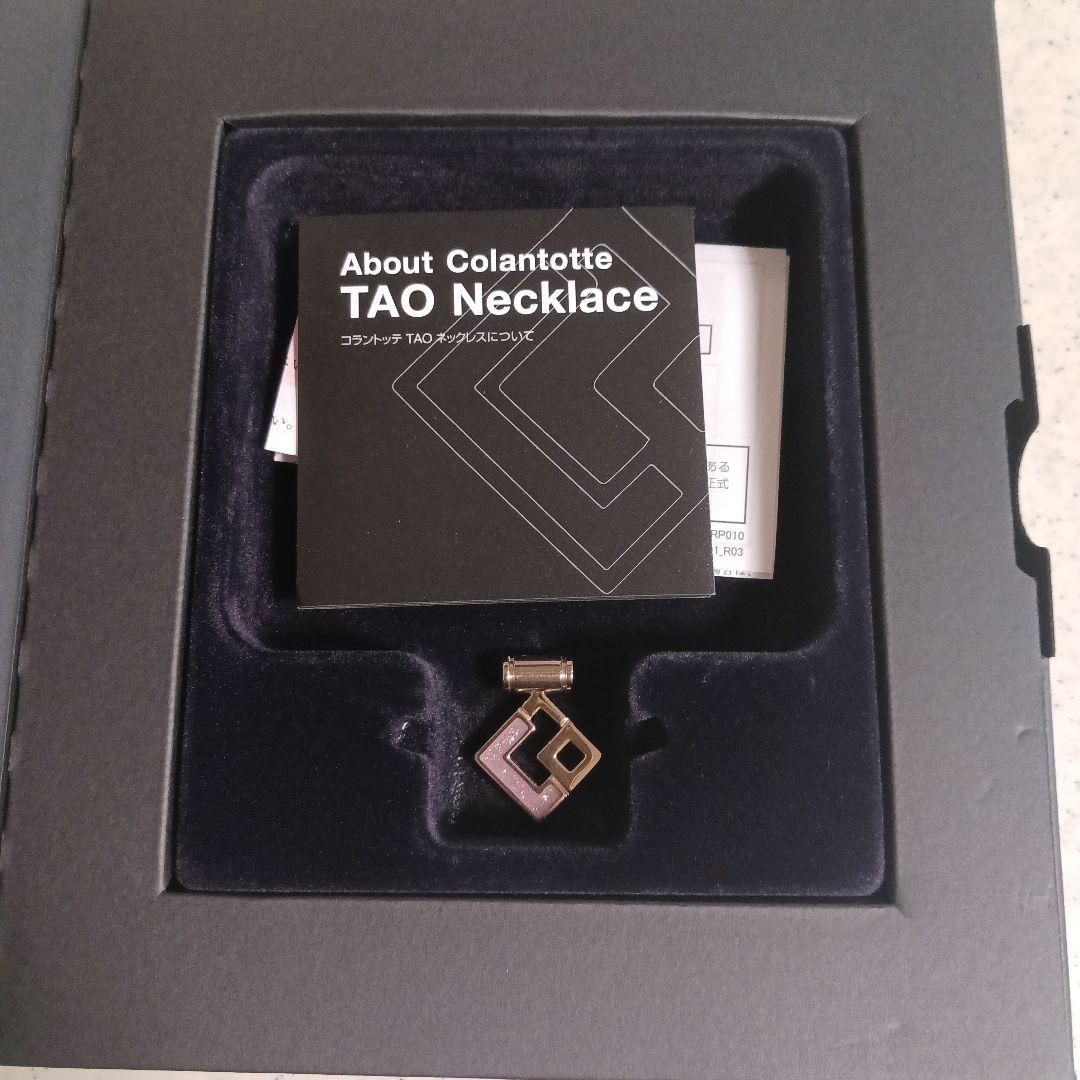 About Colantotte
TAO Necklace
コラントッテ TAO ネックレスについて
い。
ある
正式
RP010
1_R03